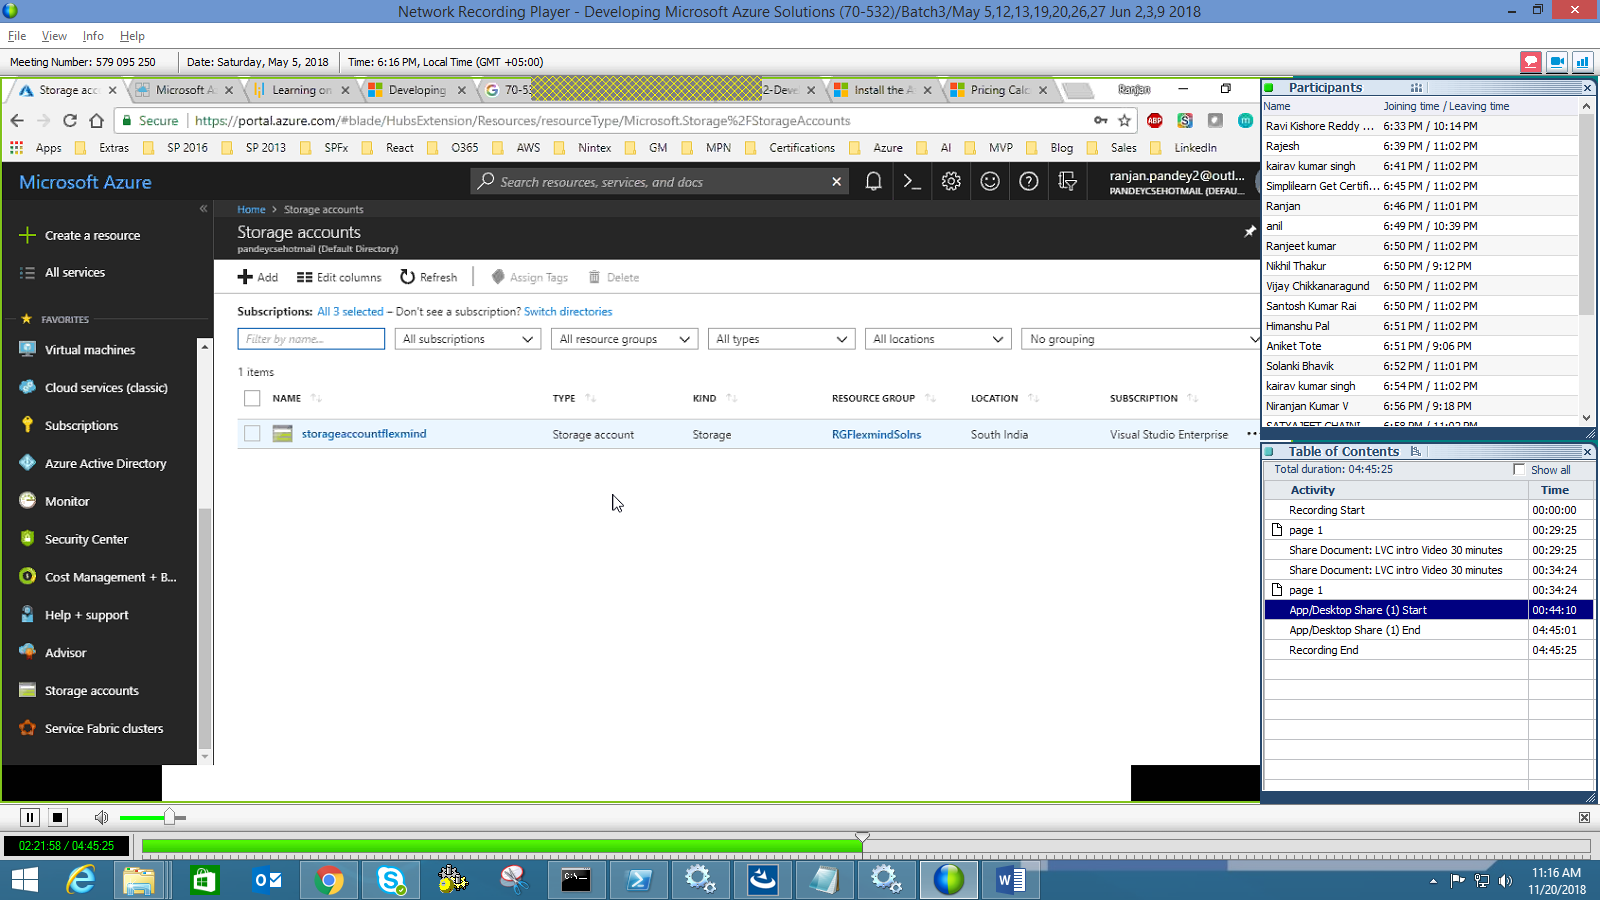 Network Recording Player - Developing Microsoft Azure Solutions (70-532)/Batch3/May 5,12,13,19,20,26,27 Jun 2,3,9 2018
File View Info Help
Meeting Number: 579 095 250 Date: Saturday, May 5, 2018 Time: 6:16 PM, Local Time (GMT +05:00)
Storage acc Microsoft A Learning on Developing 70-53 2-Devel Install the A Pricing Calc Ranjan
Secure https://portal.azure.com/#blade/HubsExtension/Resources/resourceType/Microsoft.Storage%2FStorageAccounts ABP
Apps Extras SP 2016 SP 2013 SPFx React O365 AWS Nintex GM MPN Certifications Azure AI MVP Blog Sales LinkedIn
Microsoft Azure
Search resources, services, and docs
ranjan.pandey2@outl...
PANDEYCSEHOTMAIL (DEFAU...
Create a resource
All services
FAVORITES
Virtual machines
Cloud services (classic)
Subscriptions
Azure Active Directory
Monitor
Security Center
Cost Management + B...
Help + support
Advisor
Storage accounts
Service Fabric clusters
Home > Storage accounts
Storage accounts
pandeycsehotmail (Default Directory)
Add Edit columns Refresh Assign Tags Delete
Subscriptions: All 3 selected – Don't see a subscription? Switch directories
Filter by name... All subscriptions All resource groups All types All locations No grouping
1 items
NAME TYPE KIND RESOURCE GROUP LOCATION SUBSCRIPTION
storageaccountflexmind Storage account Storage RGFlexmindSolns South India Visual Studio Enterprise
Participants
Name Joining time / Leaving time
Ravi Kishore Reddy ... 6:33 PM / 10:14 PM
Rajesh 6:39 PM / 11:02 PM
kairav kumar singh 6:41 PM / 11:02 PM
Simplilearn Get Certifi... 6:45 PM / 11:02 PM
Ranjan 6:46 PM / 11:01 PM
anil 6:49 PM / 10:39 PM
Ranjeet kumar 6:50 PM / 11:02 PM
Nikhil Thakur 6:50 PM / 9:12 PM
Vijay Chikkanaragund 6:50 PM / 11:02 PM
Santosh Kumar Rai 6:50 PM / 11:02 PM
Himanshu Pal 6:51 PM / 11:02 PM
Aniket Tote 6:51 PM / 9:06 PM
Solanki Bhavik 6:52 PM / 11:01 PM
kairav kumar singh 6:54 PM / 11:02 PM
Niranjan Kumar V 6:56 PM / 9:18 PM
SATYAJEET CHAINI 6:58 PM / 11:02 PM
Table of Contents
Total duration: 04:45:25 Show all
Activity Time
Recording Start 00:00:00
page 1 00:29:25
Share Document: LVC intro Video 30 minutes 00:29:25
Share Document: LVC intro Video 30 minutes 00:34:24
page 1 00:34:24
App/Desktop Share (1) Start 00:44:10
App/Desktop Share (1) End 04:45:01
Recording End 04:45:25
02:21:58 / 04:45:25
11:16 AM
11/20/2018